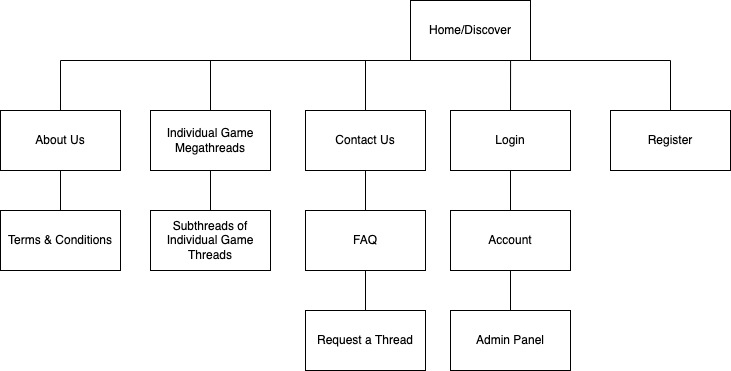 Home/Discover
About Us
Individual Game
Megathreads
Contact Us
Login
Register
Terms & Conditions
Subthreads of
Individual Game
Threads
FAQ
Account
Request a Thread
Admin Panel